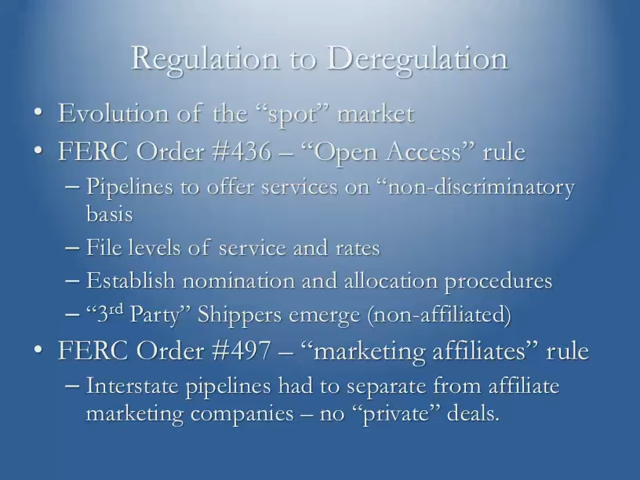 Regulation to Deregulation
• Evolution of the “spot” market
• FERC Order #436 – “Open Access” rule
– Pipelines to offer services on “non-discriminatory
basis
– File levels of service and rates
– Establish nomination and allocation procedures
– “3rd Party” Shippers emerge (non-affiliated)
• FERC Order #497 – “marketing affiliates” rule
– Interstate pipelines had to separate from affiliate
marketing companies – no “private” deals.